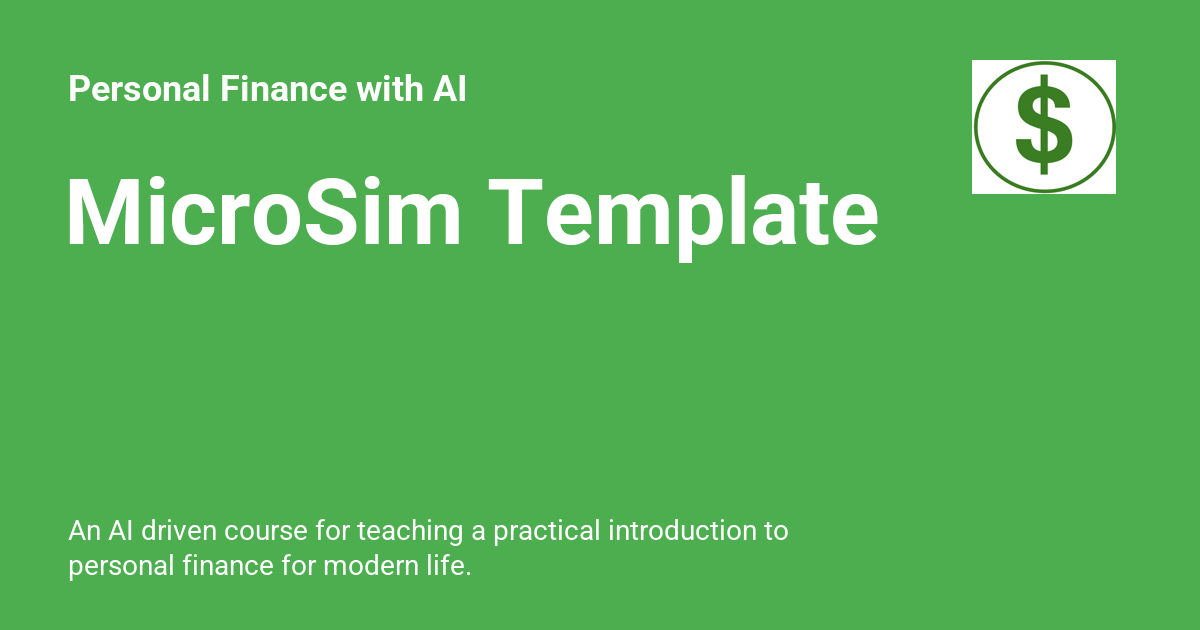 Personal Finance with AI
$
MicroSim Template
An AI driven course for teaching a practical introduction to
personal finance for modern life.